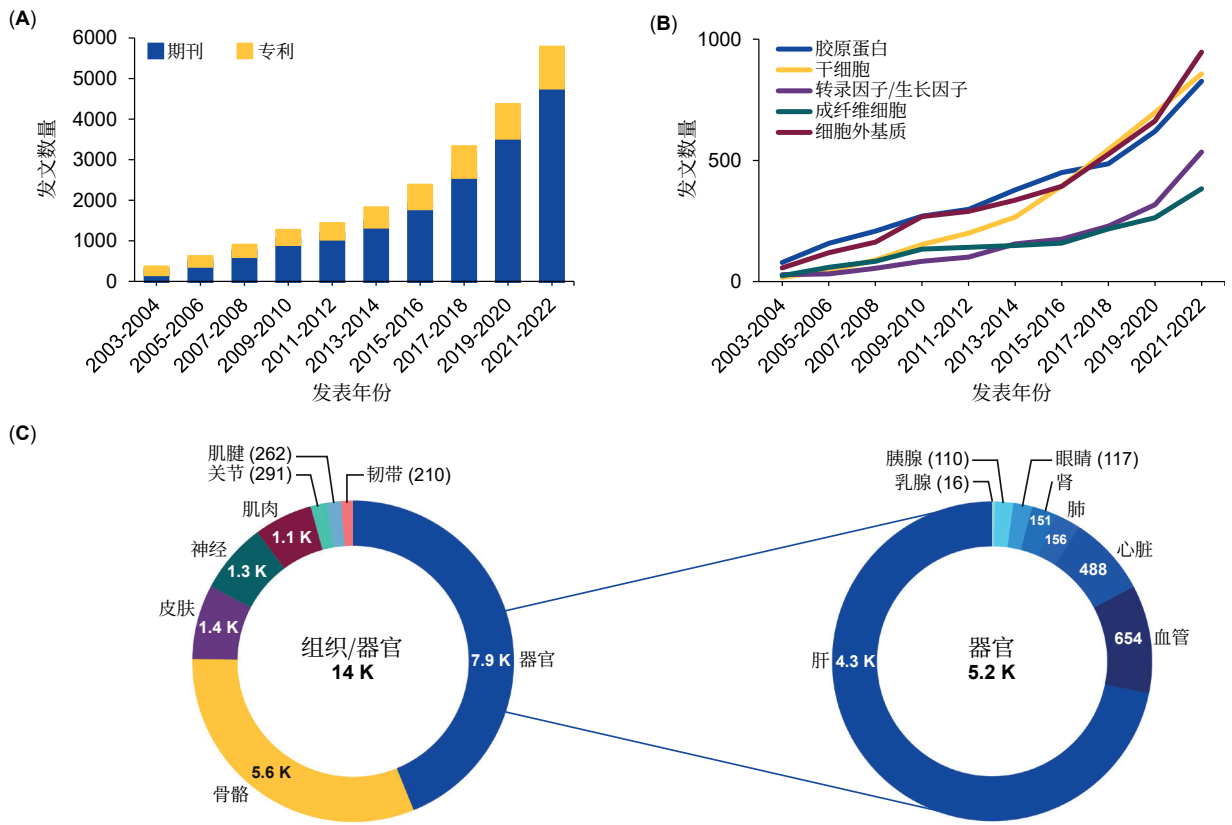 (A)
6000
5000
4000
3000
2000
1000
0
发文数量
期刊
专利
2003-2004
2005-2006
2007-2008
2009-2010
2011-2012
2013-2014
2015-2016
2017-2018
2019-2020
2021-2022
发表年份
(B)
1000
500
0
发文数量
胶原蛋白
干细胞
转录因子/生长因子
成纤维细胞
细胞外基质
2003-2004
2005-2006
2007-2008
2009-2010
2011-2012
2013-2014
2015-2016
2017-2018
2019-2020
2021-2022
发表年份
(C)
肌腱 (262)
关节 (291)
韧带 (210)
肌肉
1.1 K
神经
1.3 K
皮肤
1.4 K
组织/器官
14 K
7.9 K
器官
5.6 K
骨骼
胰腺 (110)
乳腺 (16)
眼睛 (117)
肾
151
肺
156
心脏
488
血管
654
肝
4.3 K
器官
5.2 K